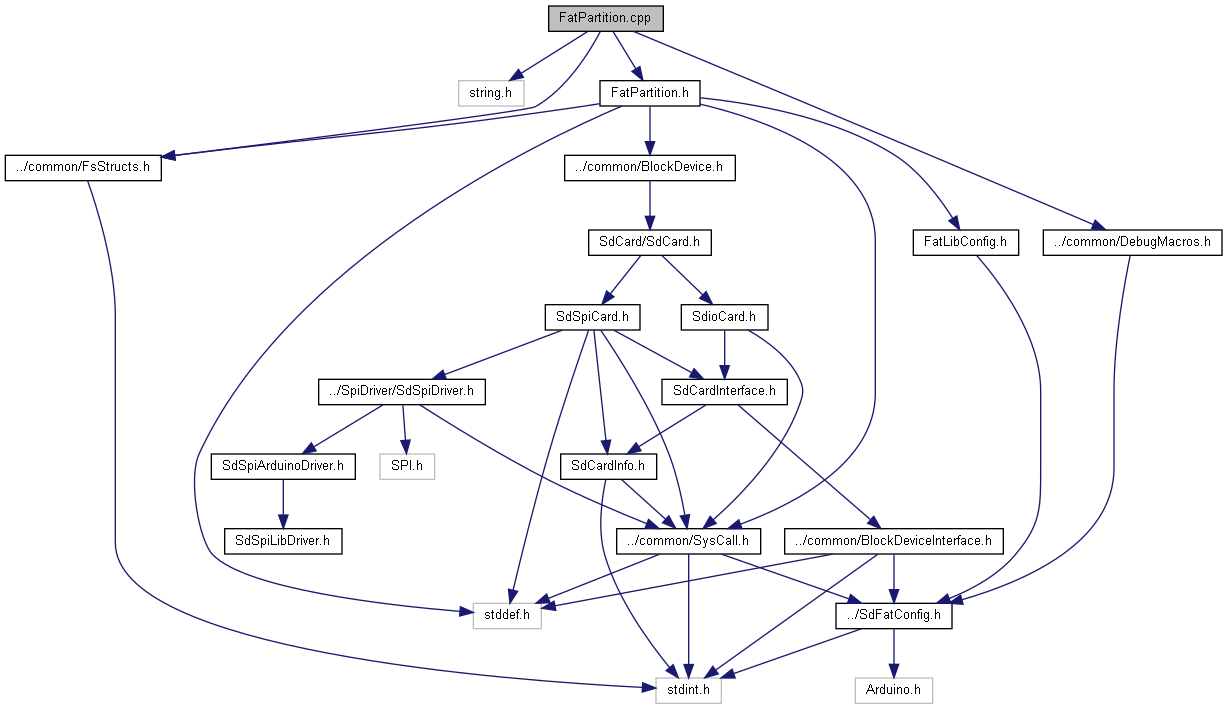 FatPartition.cpp
string.h
FatPartition.h
../common/FsStructs.h
../common/BlockDevice.h
SdCard/SdCard.h
FatLibConfig.h
../common/DebugMacros.h
SdSpiCard.h
SdioCard.h
../SpiDriver/SdSpiDriver.h
SdCardInterface.h
SdSpiArduinoDriver.h
SPI.h
SdCardInfo.h
SdSpiLibDriver.h
../common/SysCall.h
../common/BlockDeviceInterface.h
stddef.h
../SdFatConfig.h
stdint.h
Arduino.h